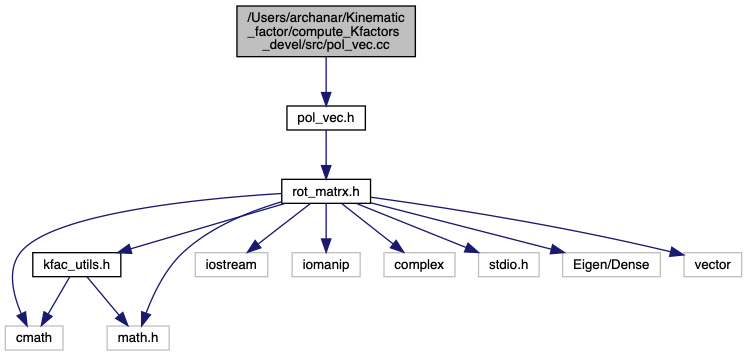 /Users/archanar/Kinematic
_factor/compute_Kfactors
_devel/src/pol_vec.cc
pol_vec.h
rot_matrx.h
kfac_utils.h
iostream
iomanip
complex
stdio.h
Eigen/Dense
vector
cmath
math.h